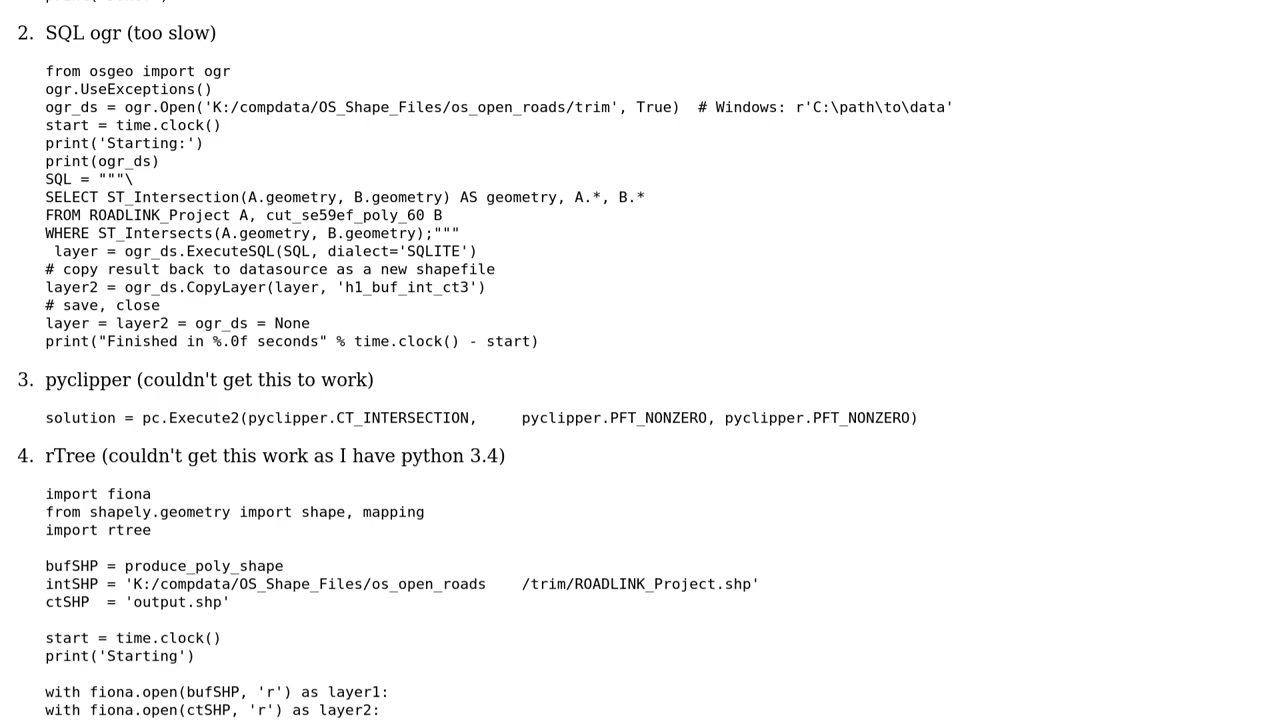 2. SQL ogr (too slow)
from osgeo import ogr
ogr.UseExceptions()
ogr_ds = ogr.Open('K:/compdata/OS_Shape_Files/os_open_roads/trim', True)  # Windows: r'C:\path\to\data'
start = time.clock()
print('Starting:')
print(ogr_ds)
SQL = """\
SELECT ST_Intersection(A.geometry, B.geometry) AS geometry, A.*, B.*
FROM ROADLINK_Project A, cut_se59ef_poly_60 B
WHERE ST_Intersects(A.geometry, B.geometry);"""
 layer = ogr_ds.ExecuteSQL(SQL, dialect='SQLITE')
# copy result back to datasource as a new shapefile
layer2 = ogr_ds.CopyLayer(layer, 'h1_buf_int_ct3')
# save, close
layer = layer2 = ogr_ds = None
print("Finished in %.0f seconds" % time.clock() - start)
3. pyclipper (couldn't get this to work)
solution = pc.Execute2(pyclipper.CT_INTERSECTION,     pyclipper.PFT_NONZERO, pyclipper.PFT_NONZERO)
4. rTree (couldn't get this work as I have python 3.4)
import fiona
from shapely.geometry import shape, mapping
import rtree
bufSHP = produce_poly_shape
intSHP = 'K:/compdata/OS_Shape_Files/os_open_roads    /trim/ROADLINK_Project.shp'
ctSHP  = 'output.shp'
start = time.clock()
print('Starting')
with fiona.open(bufSHP, 'r') as layer1:
with fiona.open(ctSHP, 'r') as layer2: